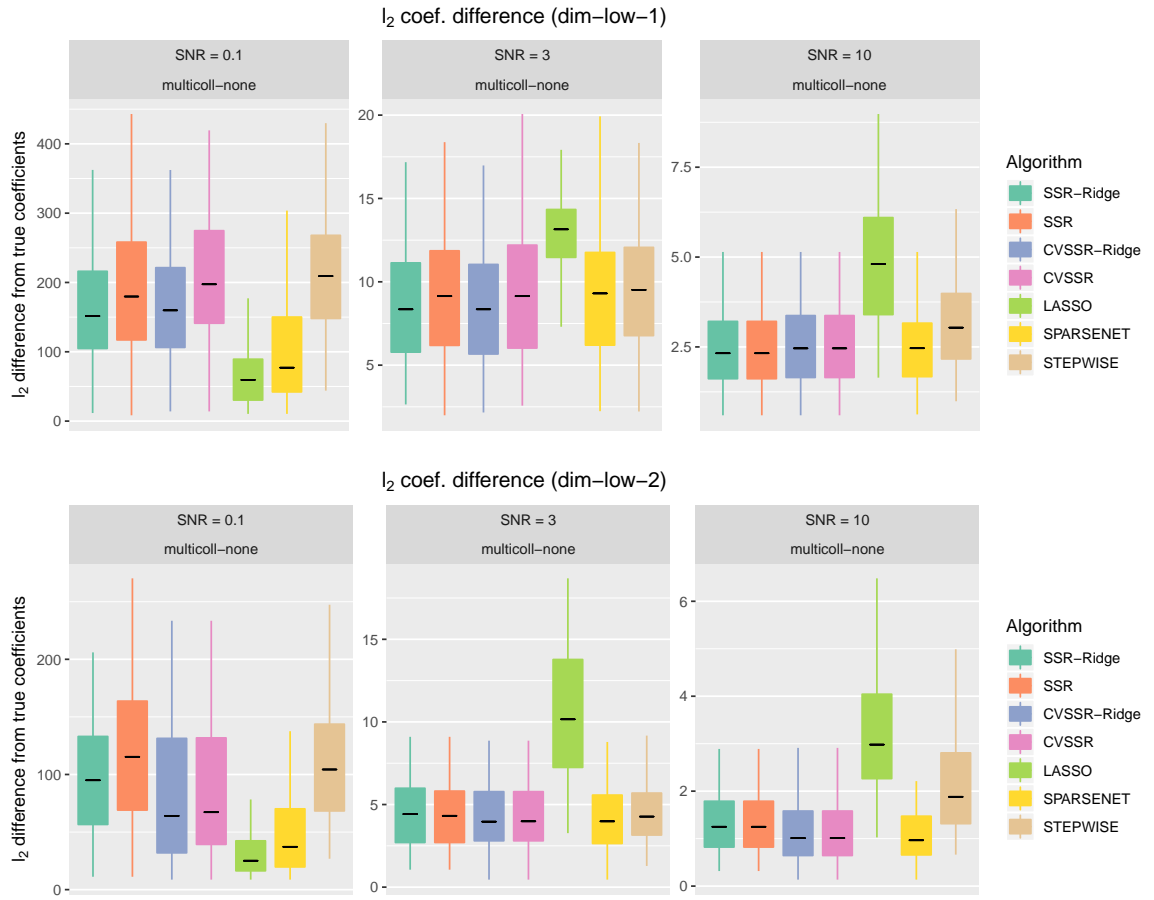 l2 coef. difference (dim−low−1)
SNR = 0.1
multicoll−none
SNR = 3
multicoll−none
SNR = 10
multicoll−none
l2 difference from true coefficients
400
300
200
100
0
20
15
10
5
7.5
5.0
2.5
Algorithm
SSR−Ridge
SSR
CVSSR−Ridge
CVSSR
LASSO
SPARSENET
STEPWISE
l2 coef. difference (dim−low−2)
SNR = 0.1
multicoll−none
SNR = 3
multicoll−none
SNR = 10
multicoll−none
l2 difference from true coefficients
200
100
0
15
10
5
0
6
4
2
0
Algorithm
SSR−Ridge
SSR
CVSSR−Ridge
CVSSR
LASSO
SPARSENET
STEPWISE